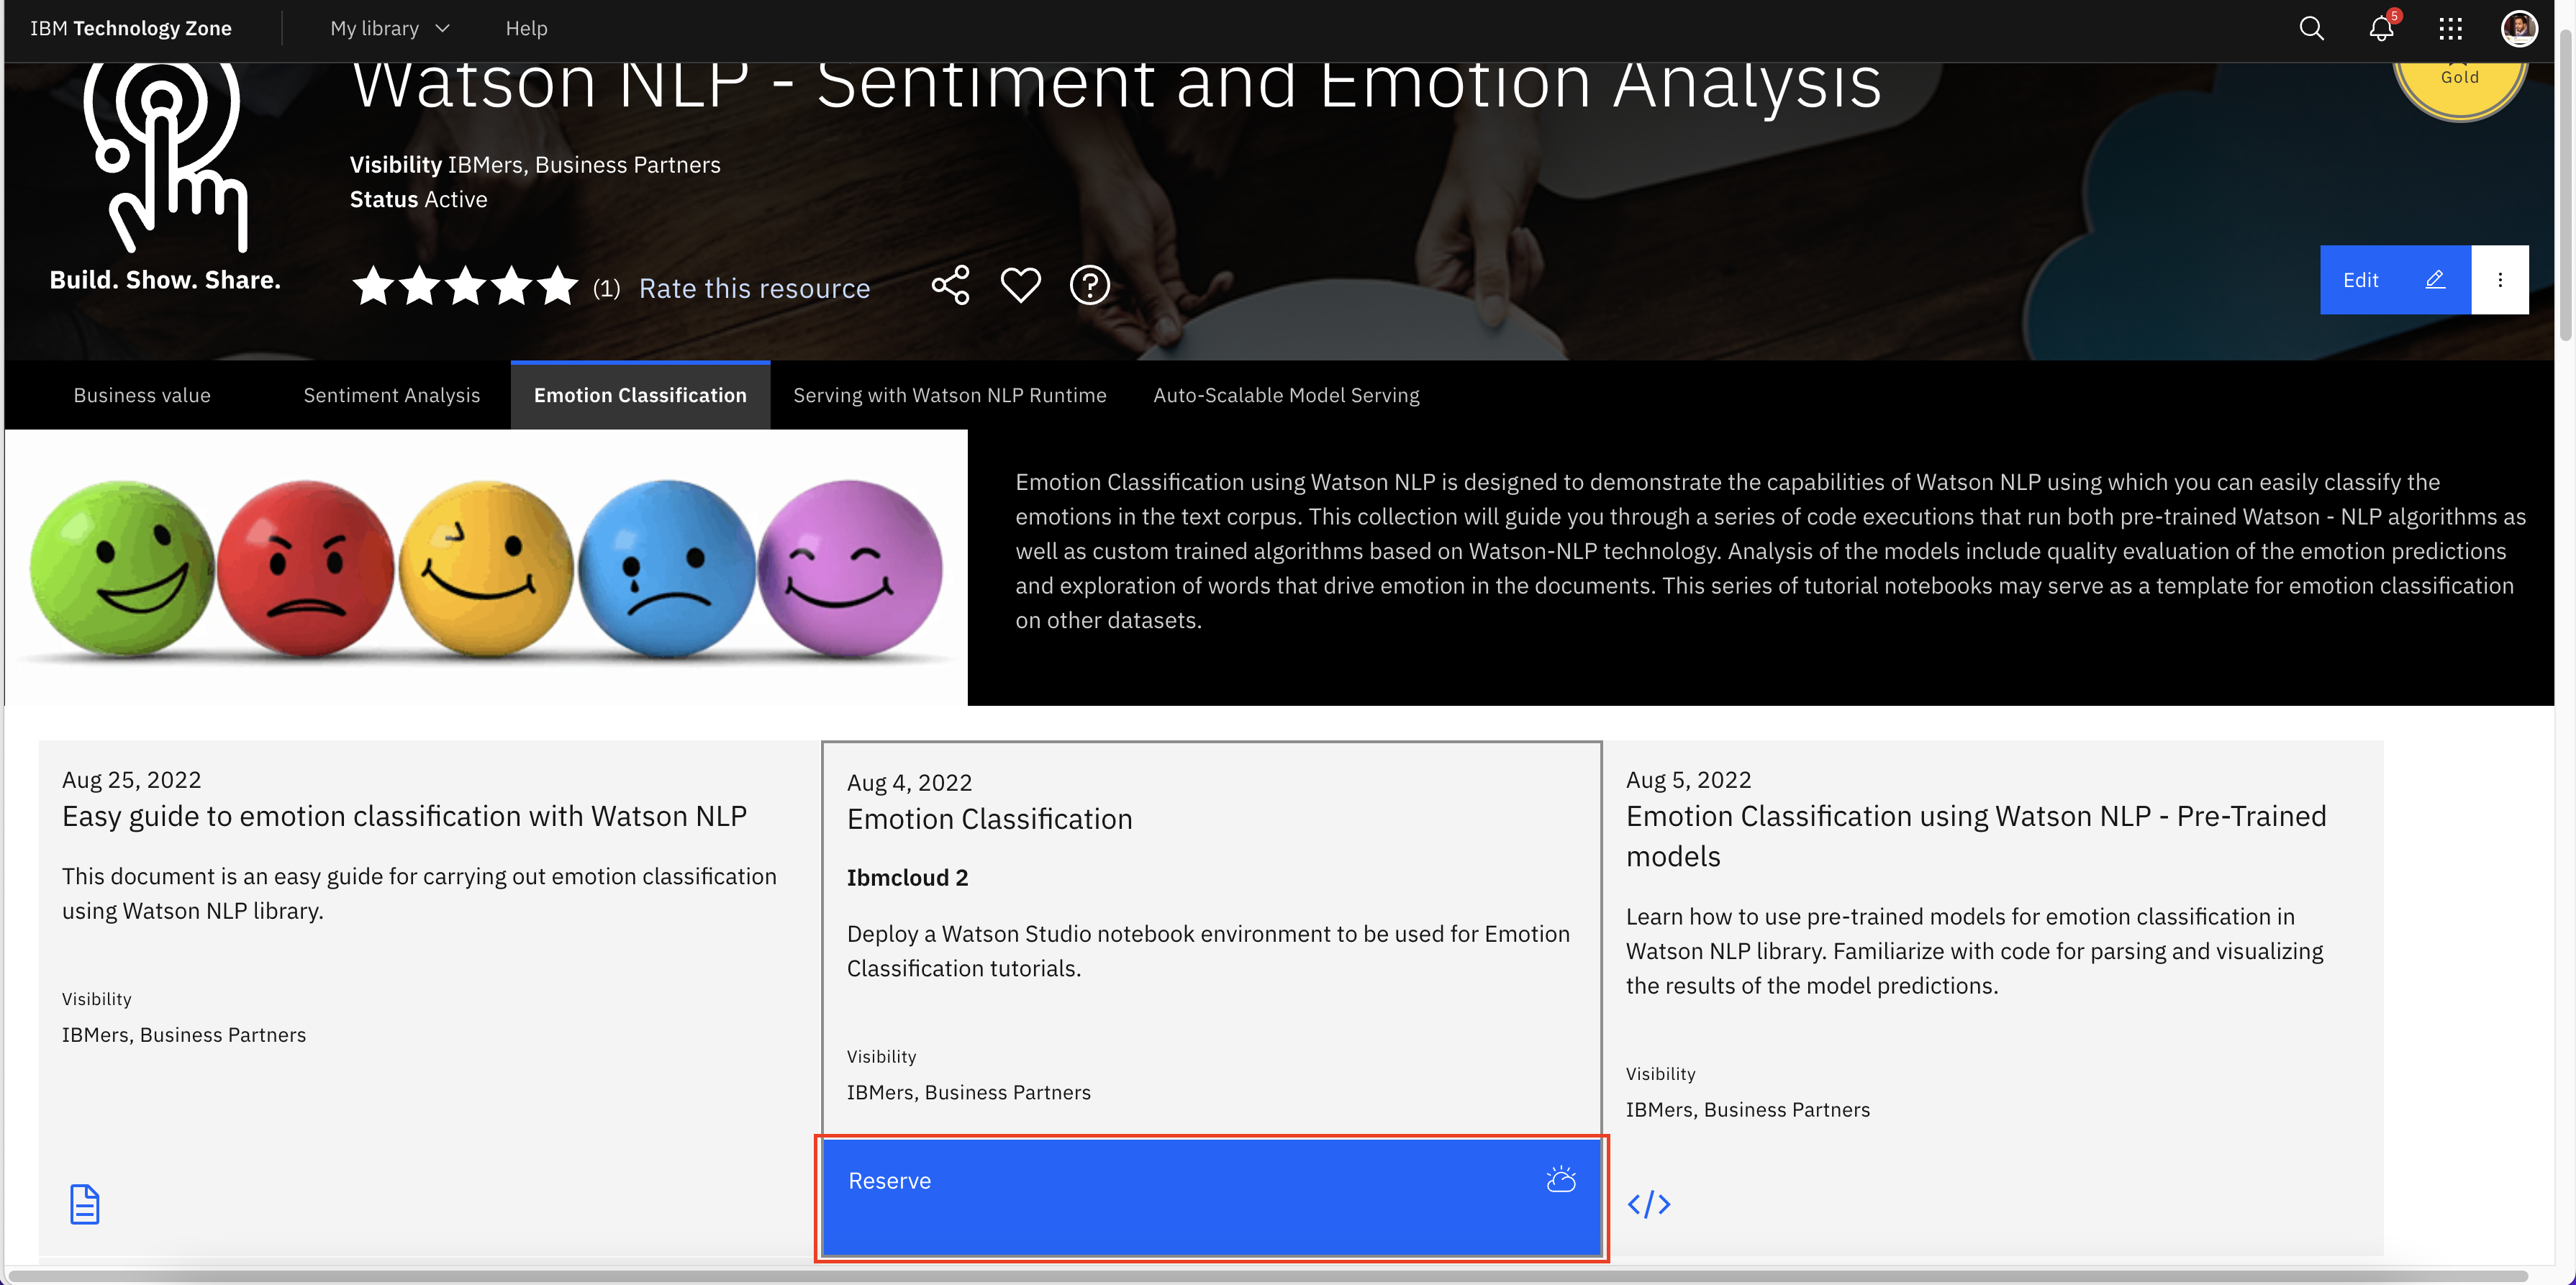 IBM Technology Zone
My library
Help
5
Watson NLP - Sentiment and Emotion Analysis
Gold
Visibility IBMers, Business Partners
Status Active
Build. Show. Share.
(1)
Rate this resource
Edit
Business value
Sentiment Analysis
Emotion Classification
Serving with Watson NLP Runtime
Auto-Scalable Model Serving
Emotion Classification using Watson NLP is designed to demonstrate the capabilities of Watson NLP using which you can easily classify the
emotions in the text corpus. This collection will guide you through a series of code executions that run both pre-trained Watson - NLP algorithms as
well as custom trained algorithms based on Watson-NLP technology. Analysis of the models include quality evaluation of the emotion predictions
and exploration of words that drive emotion in the documents. This series of tutorial notebooks may serve as a template for emotion classification
on other datasets.
Aug 25, 2022
Easy guide to emotion classification with Watson NLP
This document is an easy guide for carrying out emotion classification
using Watson NLP library.
Visibility
IBMers, Business Partners
Aug 4, 2022
Emotion Classification
Ibmcloud 2
Deploy a Watson Studio notebook environment to be used for Emotion
Classification tutorials.
Visibility
IBMers, Business Partners
Reserve
Aug 5, 2022
Emotion Classification using Watson NLP - Pre-Trained
models
Learn how to use pre-trained models for emotion classification in
Watson NLP library. Familiarize with code for parsing and visualizing
the results of the model predictions.
Visibility
IBMers, Business Partners